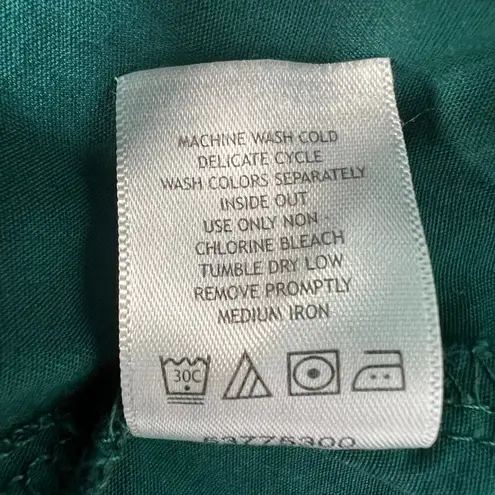 MACHINE WASH COLD
DELICATE CYCLE
WASH COLORS SEPARATELY
INSIDE OUT
USE ONLY NON -
CHLORINE BLEACH
TUMBLE DRY LOW
REMOVE PROMPTLY
MEDIUM IRON
30C